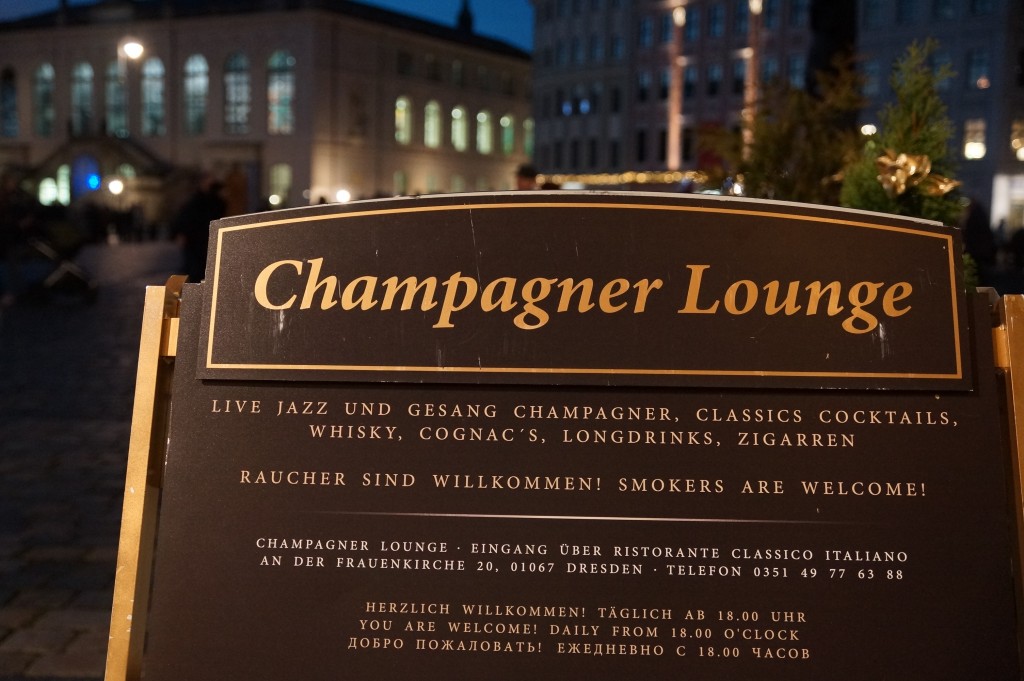 Champagner Lounge
LIVE JAZZ UND GESANG CHAMPAGNER, CLASSICS COCKTAILS,
WHISKY, COGNAC´S, LONGDRINKS, ZIGARREN
RAUCHER SIND WILLKOMMEN! SMOKERS ARE WELCOME!
CHAMPAGNER LOUNGE · EINGANG ÜBER RISTORANTE CLASSICO ITALIANO
AN DER FRAUENKIRCHE 20, 01067 DRESDEN · TELEFON 0351 49 77 63 88
HERZLICH WILLKOMMEN! TÄGLICH AB 18.00 UHR
YOU ARE WELCOME! DAILY FROM 18.00 O'CLOCK
ДОБРО ПОЖАЛОВАТЬ! ЕЖЕДНЕВНО С 18.00 ЧАСОВ